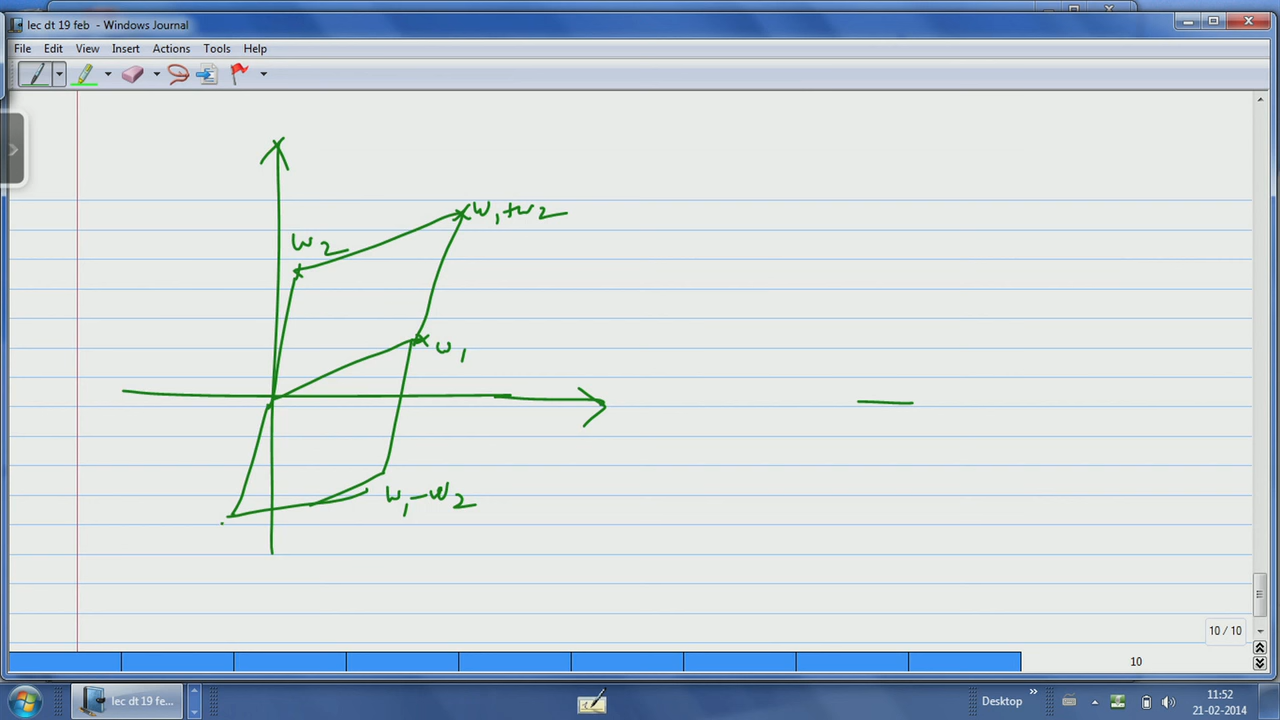 lec dt 19 feb - Windows Journal
File Edit View Insert Actions Tools Help
w1+w2
w2
w1
w1-w2
10 / 10
10
lec dt 19 fe...
Desktop
11:52
21-02-2014